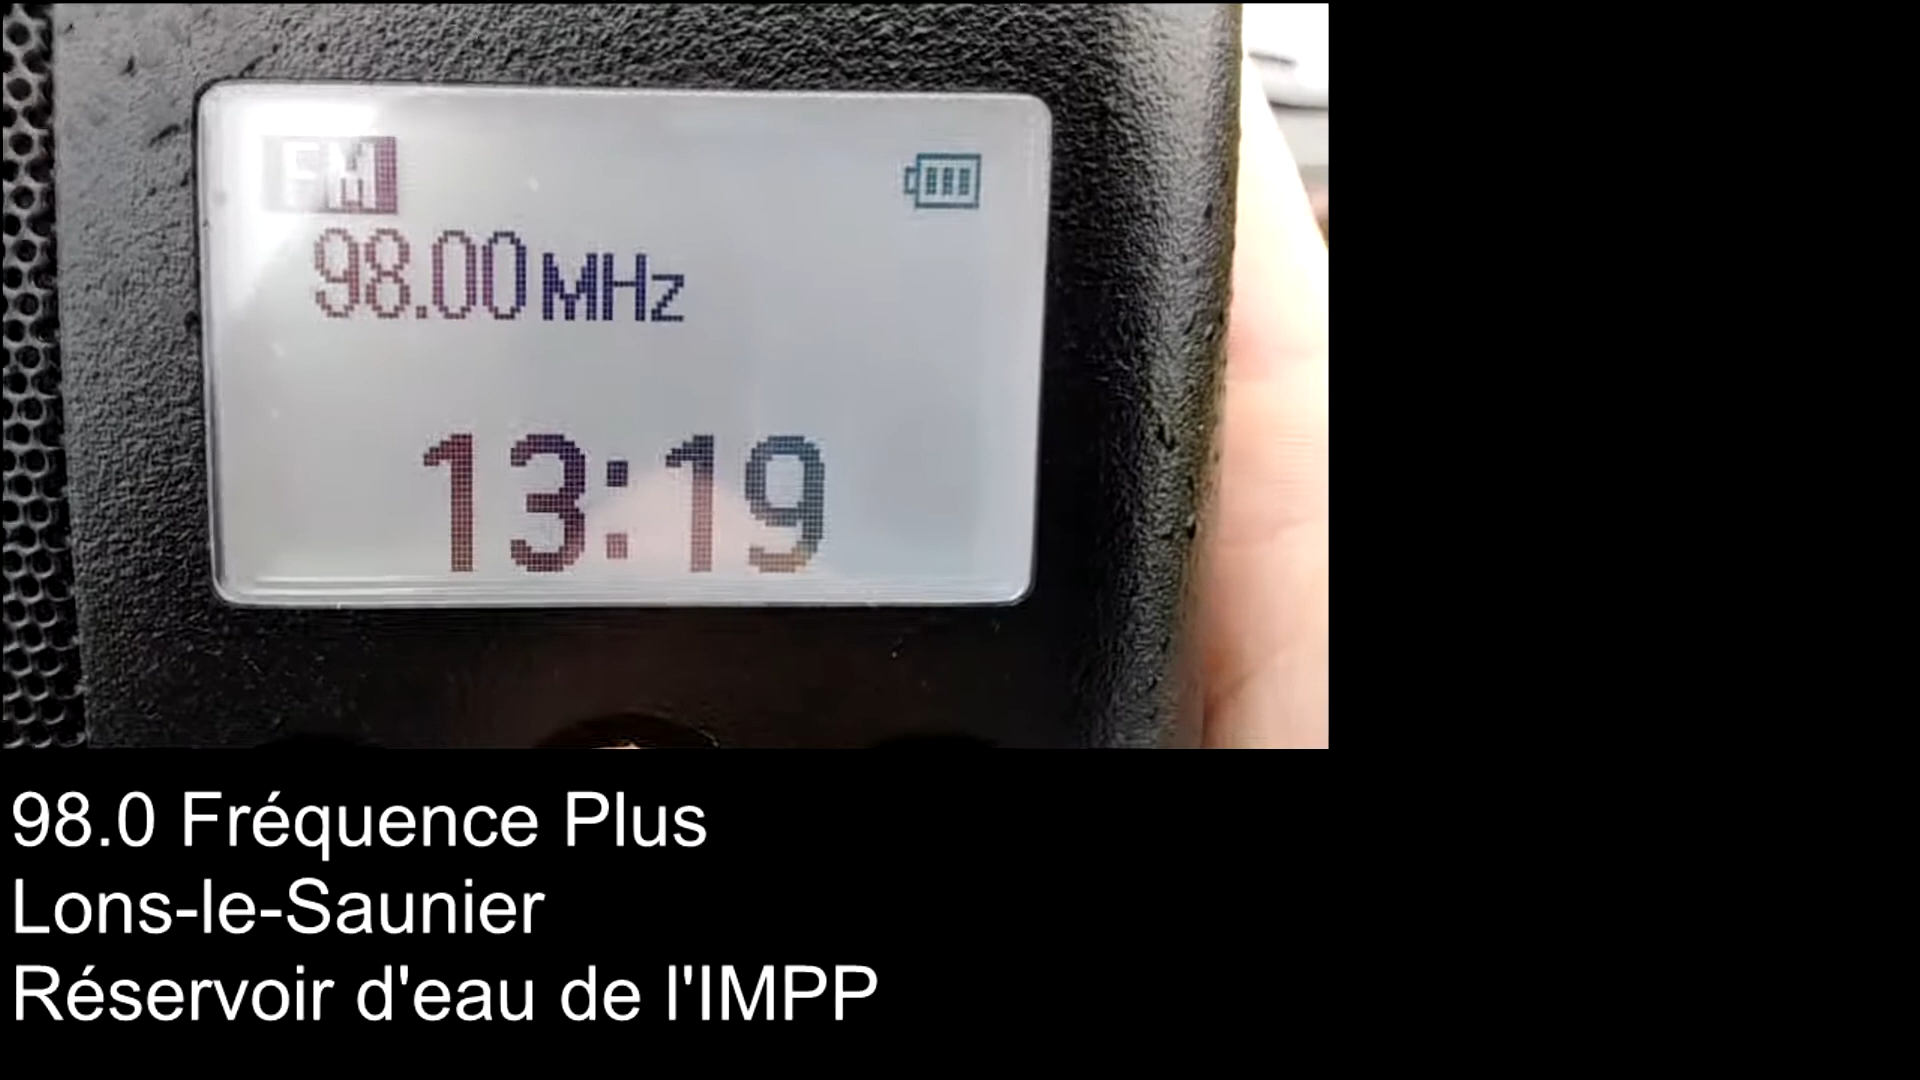 FM
98.00 MHz
13:19
98.0 Fréquence Plus
Lons-le-Saunier
Réservoir d'eau de l'IMPP